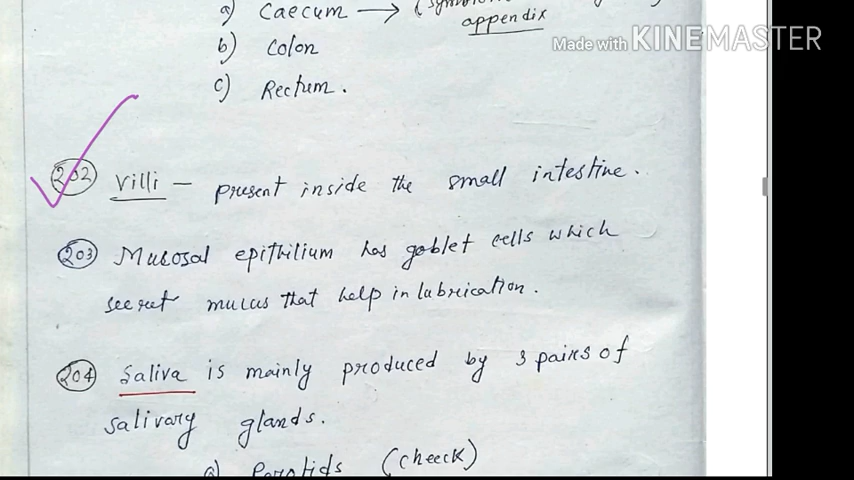 a) Caecum → (
appendix
b) Colon
c) Rectum.
202 Villi – present inside the small intestine.
203 Mucosal epithilium has goblet cells which
secret mucus that help in lubrication.
204 Saliva is mainly produced by 3 pairs of
salivary glands.
a) Parotids (cheeck)
Made with KINEMASTER